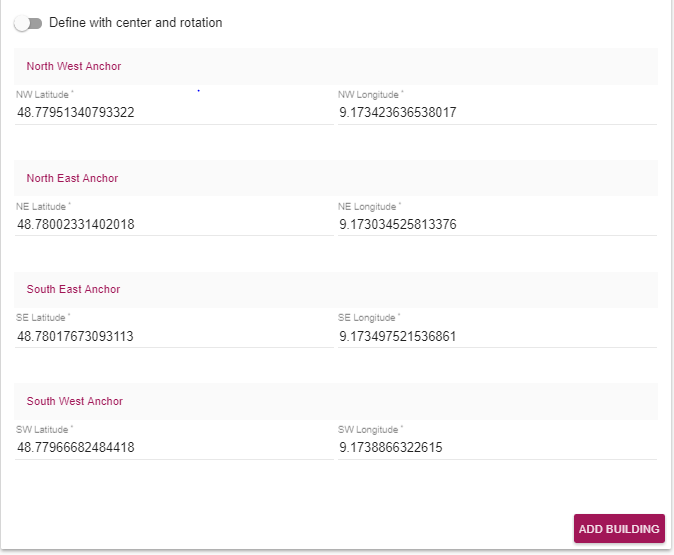 Define with center and rotation
North West Anchor
NW Latitude * NW Longitude *
48.77951340793322 9.173423636538017
North East Anchor
NE Latitude * NE Longitude *
48.78002331402018 9.173034525813376
South East Anchor
SE Latitude * SE Longitude *
48.78017673093113 9.173497521536861
South West Anchor
SW Latitude * SW Longitude *
48.77966682484418 9.1738866322615
ADD BUILDING